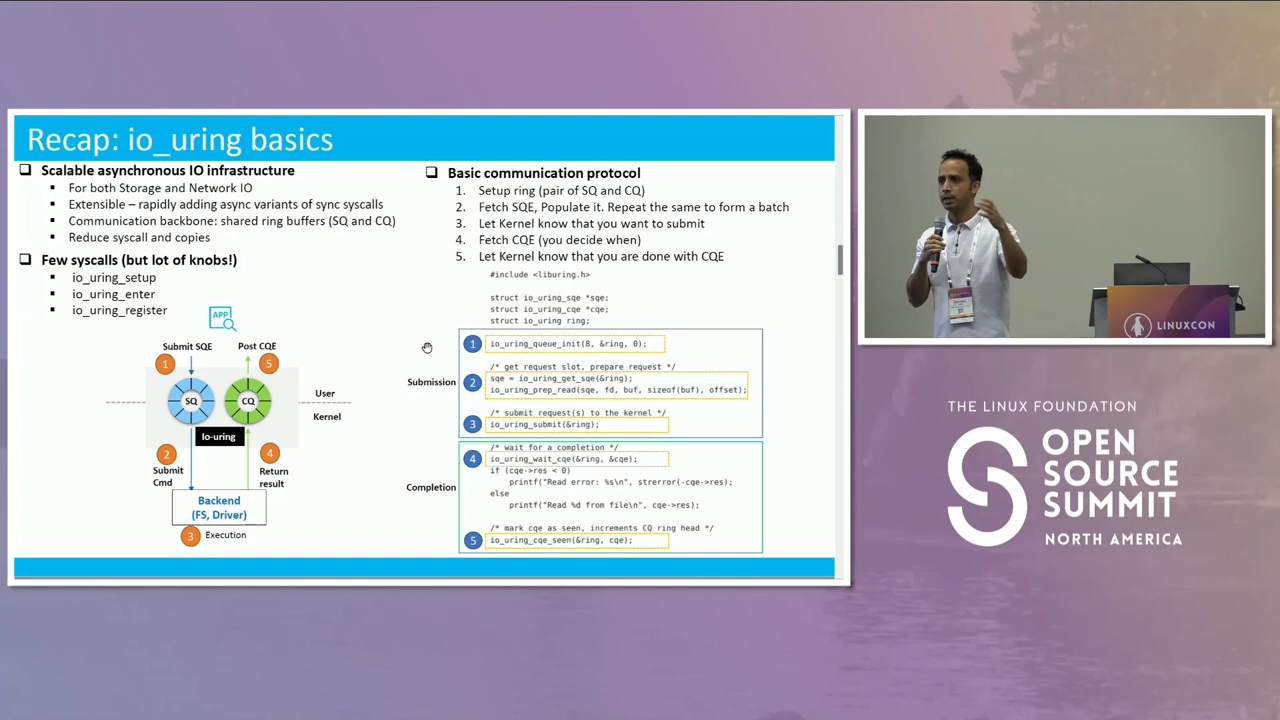 Recap: io_uring basics
❑ Scalable asynchronous IO infrastructure
▪ For both Storage and Network IO
▪ Extensible – rapidly adding async variants of sync syscalls
▪ Communication backbone: shared ring buffers (SQ and CQ)
▪ Reduce syscall and copies
❑ Few syscalls (but lot of knobs!)
▪ io_uring_setup
▪ io_uring_enter
▪ io_uring_register
APP
Submit SQE
Post CQE
1
5
SQ
CQ
User
Kernel
Io-uring
2
4
Submit
Cmd
Return
result
Backend
(FS, Driver)
3 Execution
❑ Basic communication protocol
1. Setup ring (pair of SQ and CQ)
2. Fetch SQE, Populate it. Repeat the same to form a batch
3. Let Kernel know that you want to submit
4. Fetch CQE (you decide when)
5. Let Kernel know that you are done with CQE
#include <liburing.h>
struct io_uring_sqe *sqe;
struct io_uring_cqe *cqe;
struct io_uring ring;
Submission
1 io_uring_queue_init(8, &ring, 0);
/* get request slot, prepare request */
2 sqe = io_uring_get_sqe(&ring);
io_uring_prep_read(sqe, fd, buf, sizeof(buf), offset);
/* submit request(s) to the kernel */
3 io_uring_submit(&ring);
Completion
/* wait for a completion */
4 io_uring_wait_cqe(&ring, &cqe);
if (cqe->res < 0)
printf("Read error: %s\n", strerror(-cqe->res);
else
printf("Read %d from file\n", cqe->res);
/* mark cqe as seen, increments CQ ring head */
5 io_uring_cqe_seen(&ring, cqe);
LINUXCON
THE LINUX FOUNDATION
OPEN
SOURCE
SUMMIT
NORTH AMERICA